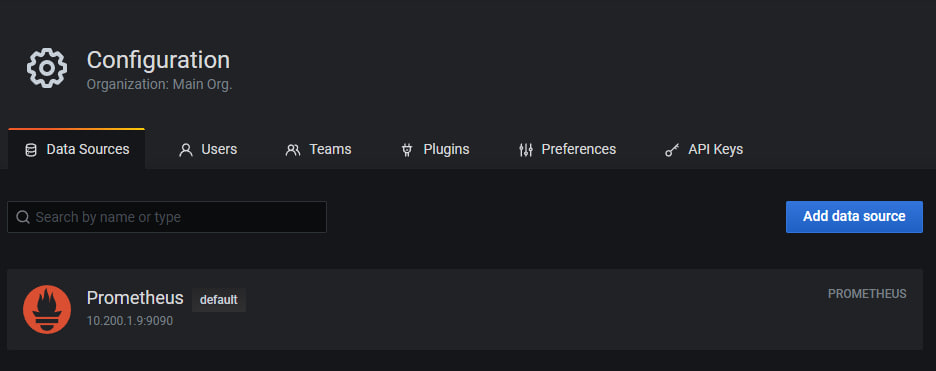 Configuration
Organization: Main Org.
Data Sources Users Teams Plugins Preferences API Keys
Search by name or type
Add data source
Prometheus default
PROMETHEUS
10.200.1.9:9090